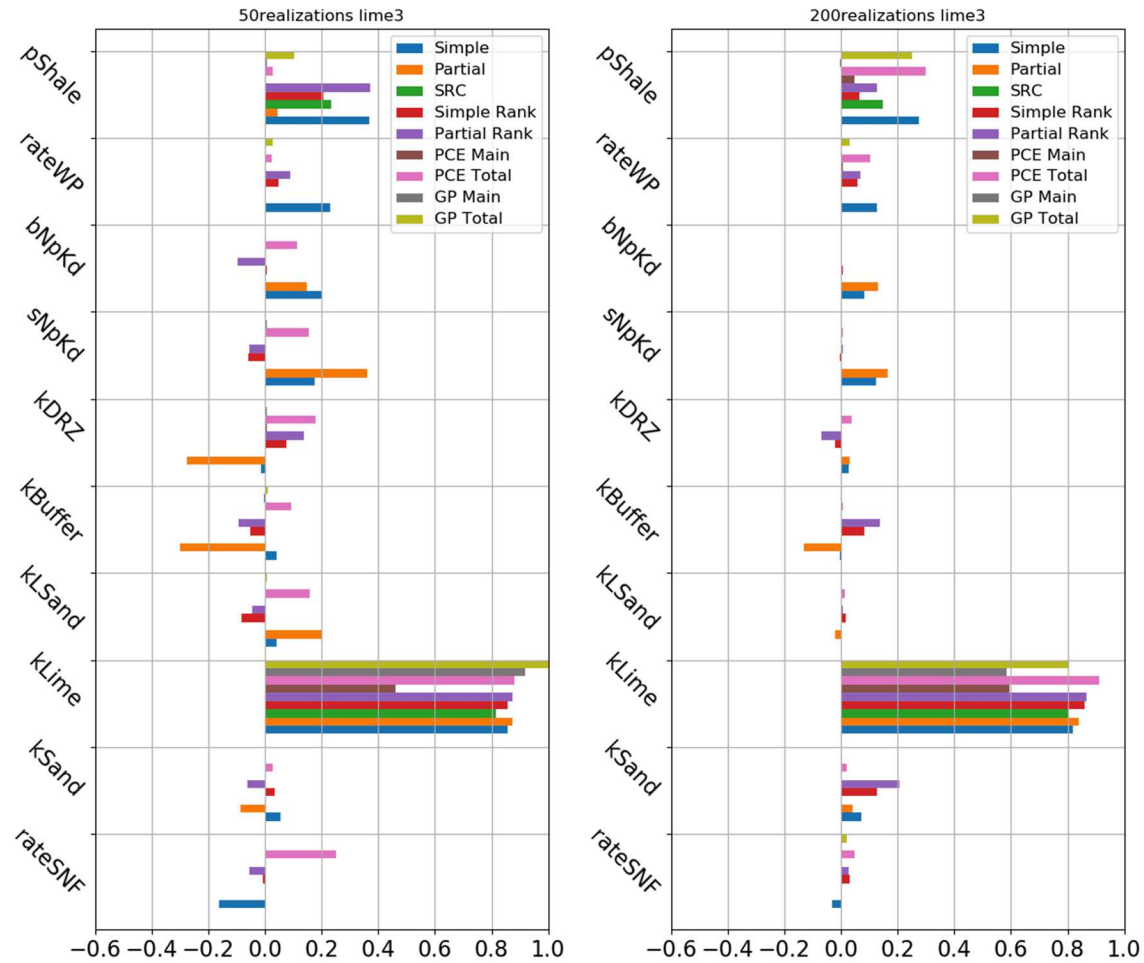 50realizations lime3
pShale
rateWP
bNpKd
sNpKd
kDRZ
kBuffer
kLSand
kLime
kSand
rateSNF
Simple
Partial
SRC
Simple Rank
Partial Rank
PCE Main
PCE Total
GP Main
GP Total
−0.6 −0.4 −0.2 0.0 0.2 0.4 0.6 0.8 1.0
200realizations lime3
pShale
rateWP
bNpKd
sNpKd
kDRZ
kBuffer
kLSand
kLime
kSand
rateSNF
Simple
Partial
SRC
Simple Rank
Partial Rank
PCE Main
PCE Total
GP Main
GP Total
−0.6 −0.4 −0.2 0.0 0.2 0.4 0.6 0.8 1.0